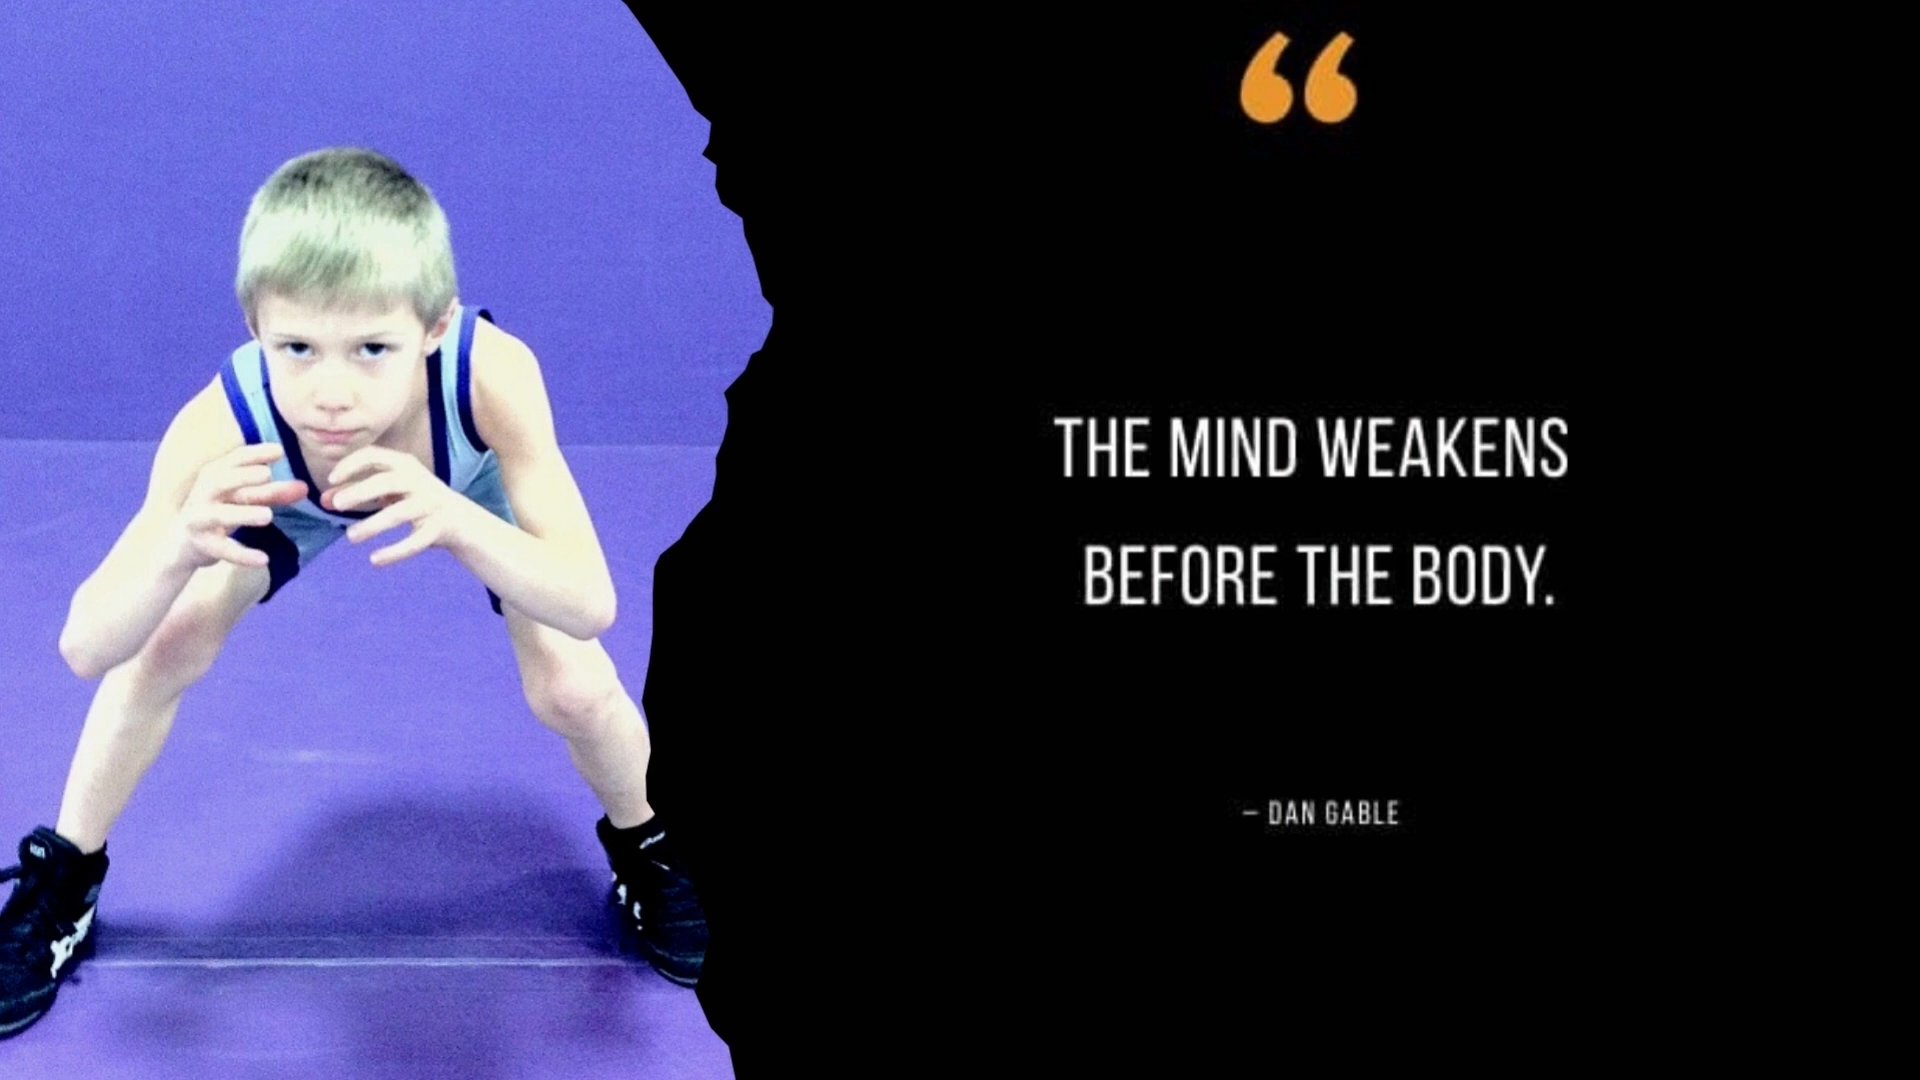 “
THE MIND WEAKENS
BEFORE THE BODY.
– DAN GABLE